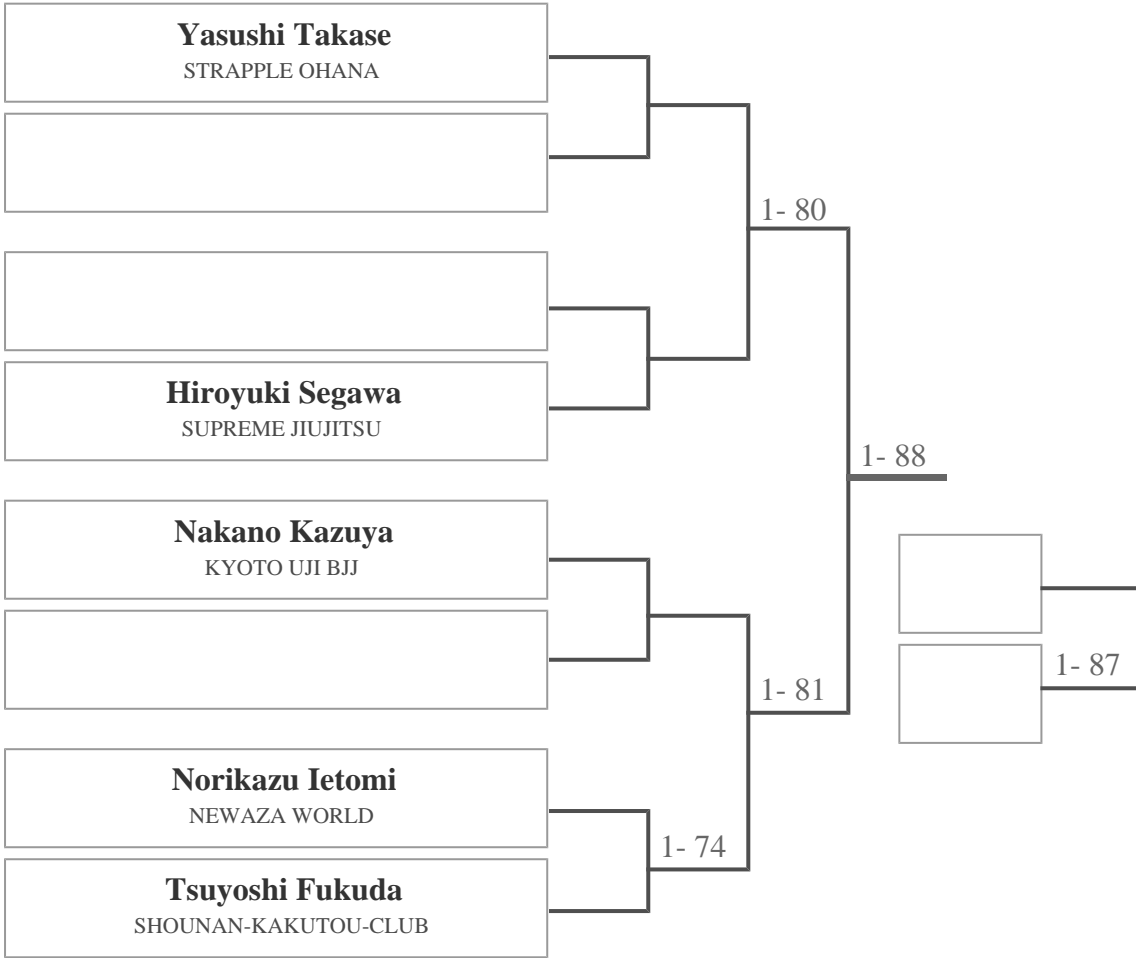 Yasushi Takase
STRAPPLE OHANA
1- 80
Hiroyuki Segawa
SUPREME JIUJITSU
1- 88
Nakano Kazuya
KYOTO UJI BJJ
1- 87
1- 81
Norikazu Ietomi
NEWAZA WORLD
1- 74
Tsuyoshi Fukuda
SHOUNAN-KAKUTOU-CLUB